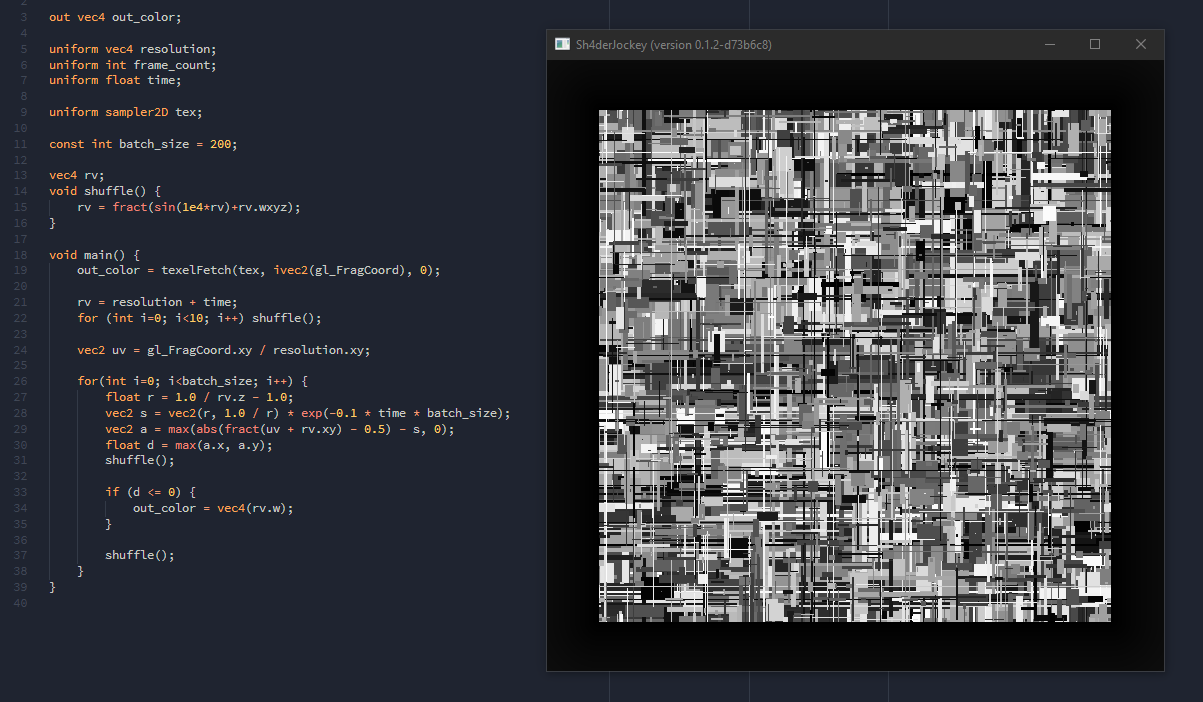 2
3 out vec4 out_color;
4
5 uniform vec4 resolution;
6 uniform int frame_count;
7 uniform float time;
8
9 uniform sampler2D tex;
10
11 const int batch_size = 200;
12
13 vec4 rv;
14 void shuffle() {
15 rv = fract(sin(1e4*rv)+rv.wxyz);
16 }
17
18 void main() {
19 out_color = texelFetch(tex, ivec2(gl_FragCoord), 0);
20
21 rv = resolution + time;
22 for (int i=0; i<10; i++) shuffle();
23
24 vec2 uv = gl_FragCoord.xy / resolution.xy;
25
26 for(int i=0; i<batch_size; i++) {
27 float r = 1.0 / rv.z - 1.0;
28 vec2 s = vec2(r, 1.0 / r) * exp(-0.1 * time * batch_size);
29 vec2 a = max(abs(fract(uv + rv.xy) - 0.5) - s, 0);
30 float d = max(a.x, a.y);
31 shuffle();
32
33 if (d <= 0) {
34 out_color = vec4(rv.w);
35 }
36
37 shuffle();
38 }
39 }
40
Sh4derJockey (version 0.1.2-d73b6c8)